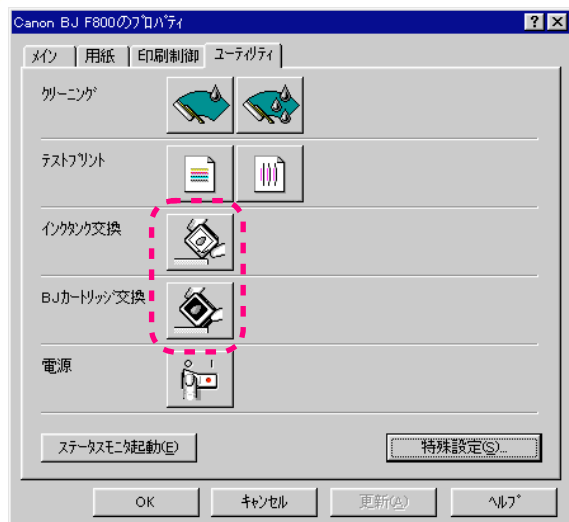 Canon BJ F800のﾌﾟﾛﾊﾟﾃｨ
ﾒｲﾝ 用紙 印刷制御 ﾕｰﾃｨﾘﾃｨ
ｸﾘｰﾆﾝｸﾞ
ﾃｽﾄﾌﾟﾘﾝﾄ
ｲﾝｸﾀﾝｸ交換
BJｶｰﾄﾘｯｼﾞ交換
電源
ｽﾃｰﾀｽﾓﾆﾀ起動(E)
特殊設定(S)...
OK ｷｬﾝｾﾙ 更新(A) ﾍﾙﾌﾟ